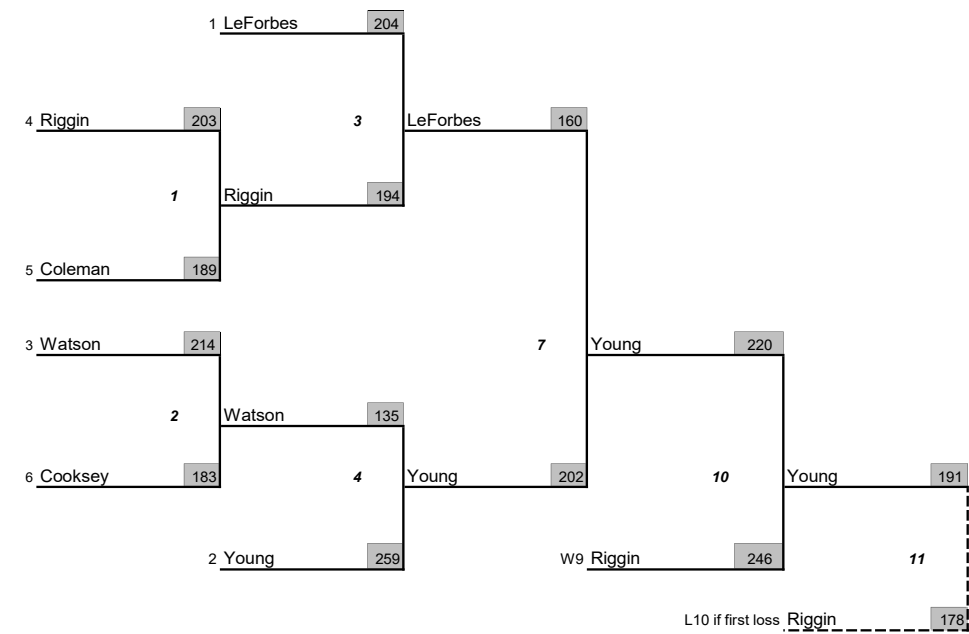 1 LeForbes 204
4 Riggin 203 3 LeForbes 160
1 Riggin 194
5 Coleman 189
3 Watson 214 7 Young 220
2 Watson 135
6 Cooksey 183 4 Young 202 10 Young 191
2 Young 259 W9 Riggin 246 11
L10 if first loss Riggin 178